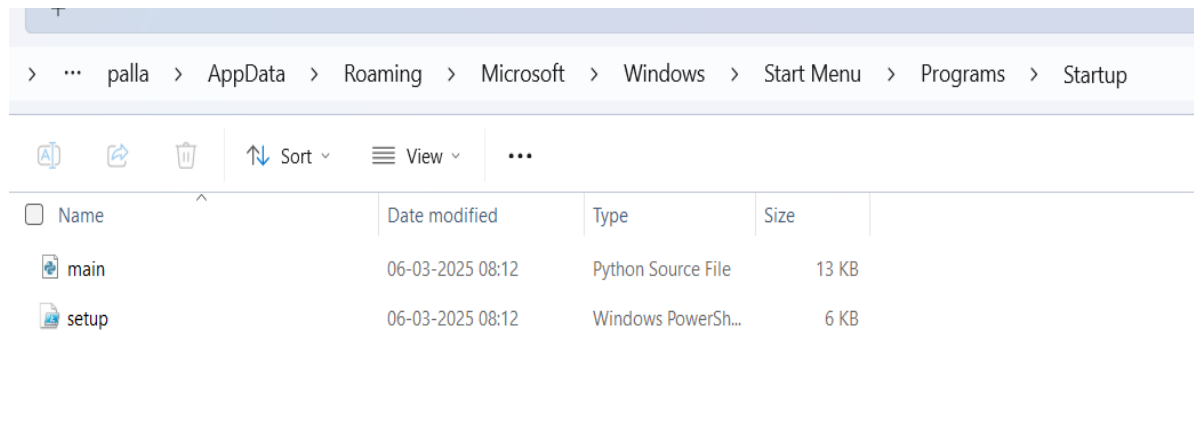 > ··· palla > AppData > Roaming > Microsoft > Windows > Start Menu > Programs > Startup
Sort View ···
Name Date modified Type Size
main 06-03-2025 08:12 Python Source File 13 KB
setup 06-03-2025 08:12 Windows PowerSh... 6 KB